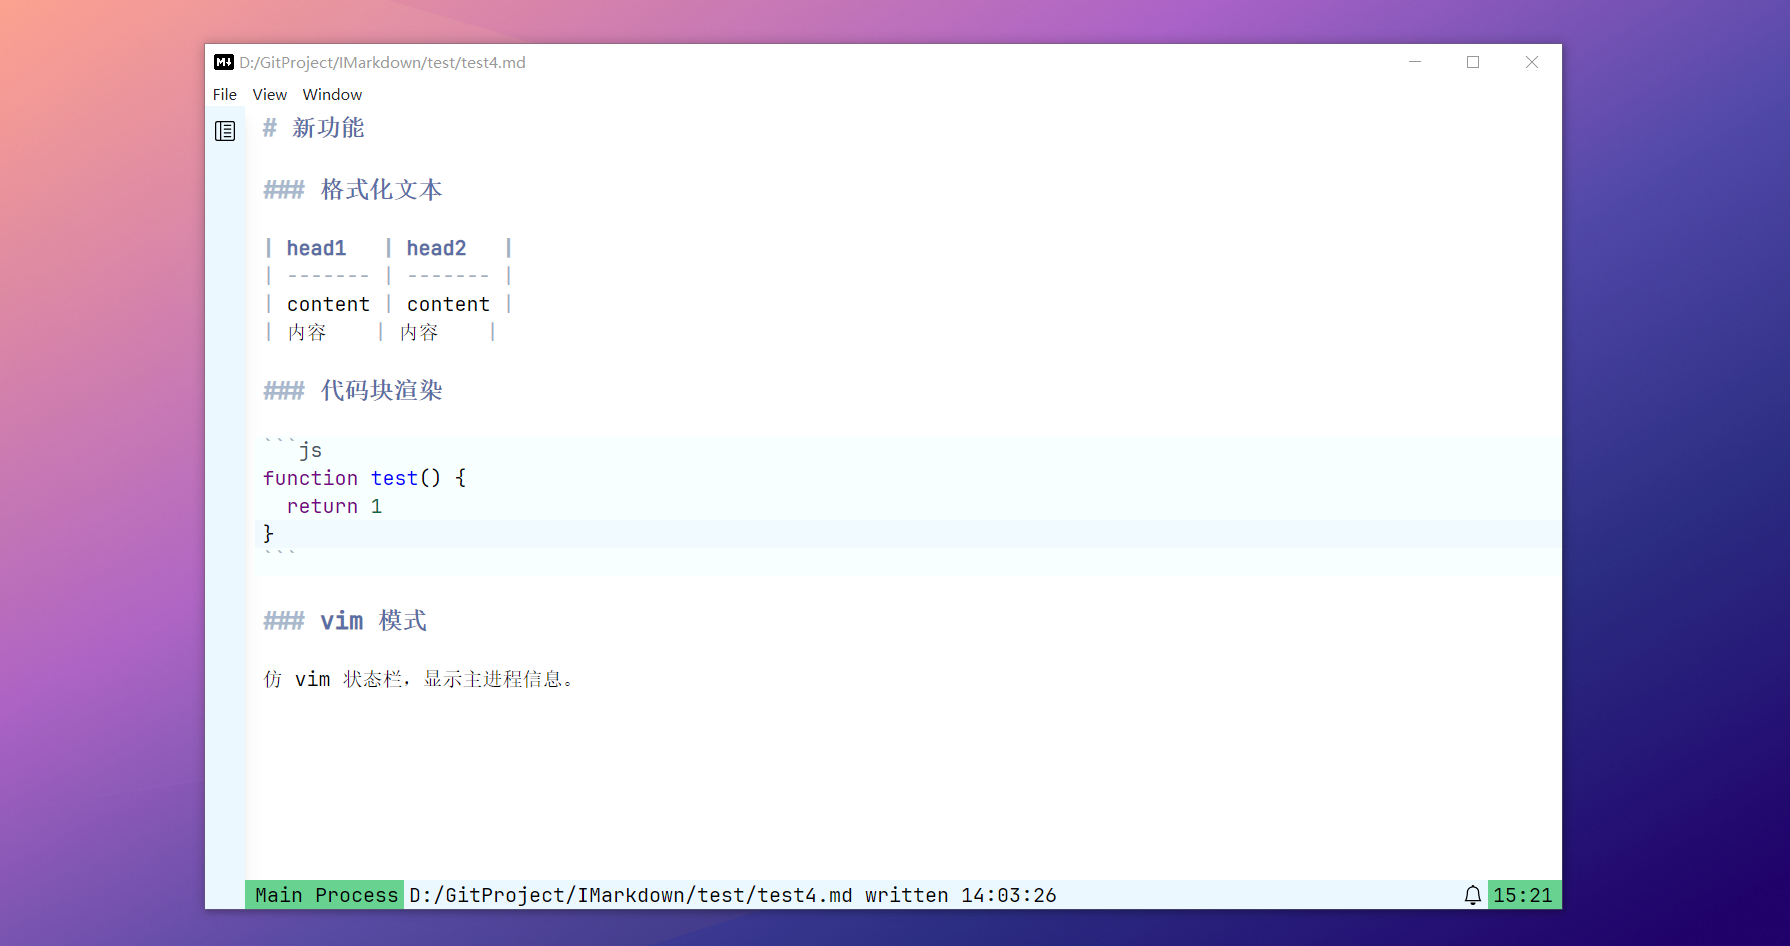 M↓ D:/GitProject/IMarkdown/test/test4.md
File View Window
# 新功能
### 格式化文本
| head1   | head2   |
| ------- | ------- |
| content | content |
| 内容    | 内容    |
### 代码块渲染
```js
function test() {
  return 1
}
```
### vim 模式
仿 vim 状态栏，显示主进程信息。
Main Process D:/GitProject/IMarkdown/test/test4.md written 14:03:26 15:21